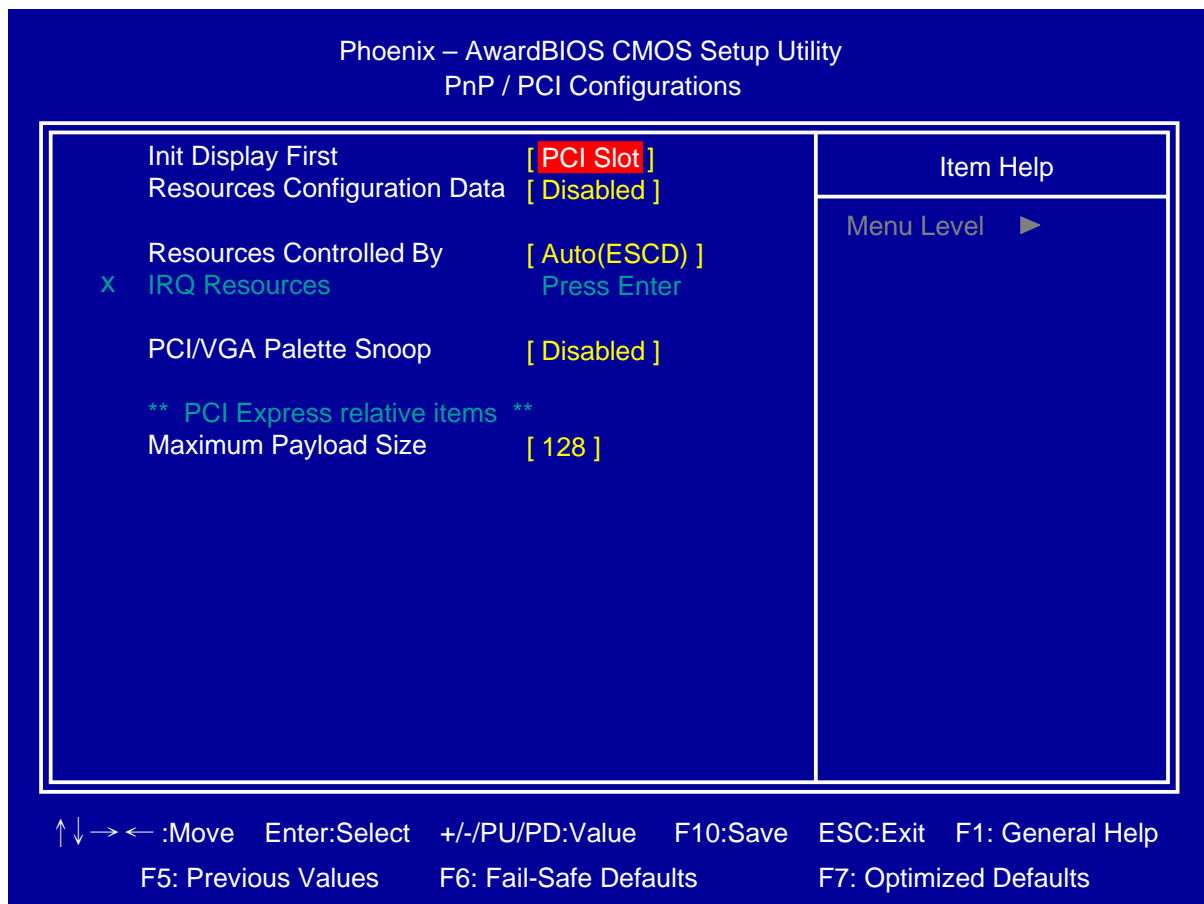 Phoenix – AwardBIOS CMOS Setup Utility
PnP / PCI Configurations
Init Display First [ PCI Slot ]
Resources Configuration Data [ Disabled ]
Resources Controlled By [ Auto(ESCD) ]
x IRQ Resources Press Enter
PCI/VGA Palette Snoop [ Disabled ]
** PCI Express relative items **
Maximum Payload Size [ 128 ]
Item Help
Menu Level ▶
↑↓→← :Move Enter:Select +/-/PU/PD:Value F10:Save ESC:Exit F1: General Help
F5: Previous Values F6: Fail-Safe Defaults F7: Optimized Defaults